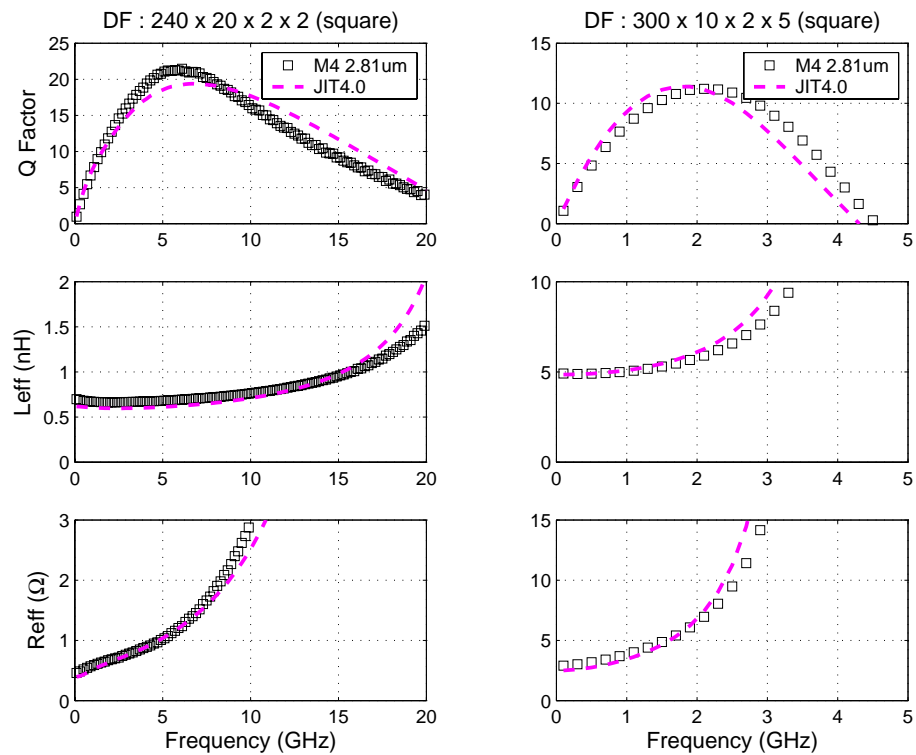 DF : 240 x 20 x 2 x 2 (square)
25
20
15
10
5
0
0 5 10 15 20
Q Factor
M4 2.81um
JIT4.0
DF : 300 x 10 x 2 x 5 (square)
15
10
5
0
0 1 2 3 4 5
M4 2.81um
JIT4.0
2
1.5
1
0.5
0
0 5 10 15 20
Leff (nH)
10
5
0
0 1 2 3 4 5
3
2
1
0
0 5 10 15 20
Reff (Ω)
Frequency (GHz)
15
10
5
0
0 1 2 3 4 5
Frequency (GHz)